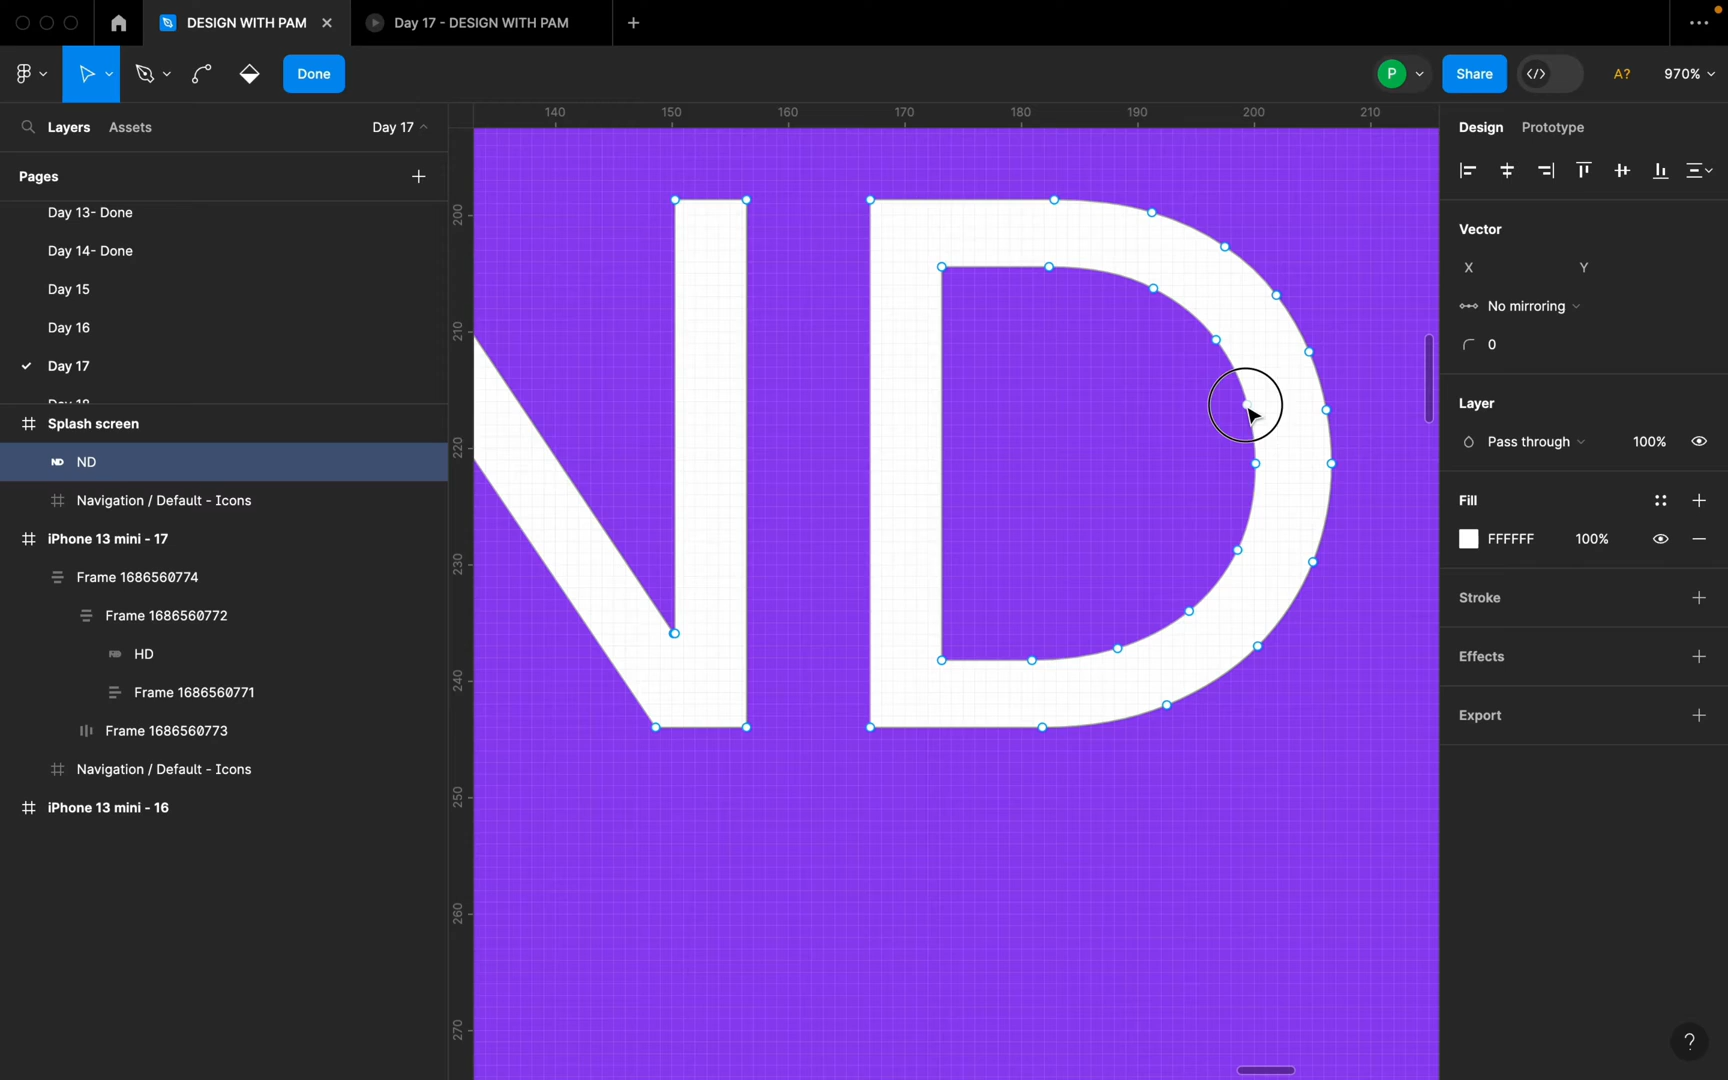 DESIGN WITH PAM
Day 17 - DESIGN WITH PAM
Done
P
Share
A?
970%
Layers
Assets
Day 17
Pages
Day 13- Done
Day 14- Done
Day 15
Day 16
Day 17
Splash screen
ND
Navigation / Default - Icons
iPhone 13 mini - 17
Frame 1686560774
Frame 1686560772
HD
Frame 1686560771
Frame 1686560773
Navigation / Default - Icons
iPhone 13 mini - 16
140 150 160 170 180 190 200 210
200
210
220
230
240
250
260
270
ND
Design
Prototype
Vector
X
Y
No mirroring
0
Layer
Pass through
100%
Fill
FFFFFF
100%
Stroke
Effects
Export
?